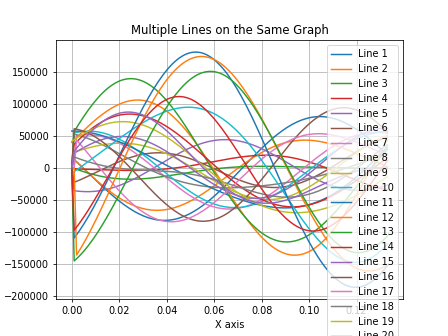 Multiple Lines on the Same Graph
150000
100000
50000
0
−50000
−100000
−150000
−200000
0.00
0.02
0.04
0.06
0.08
0.10
0.12
X axis
Line 1
Line 2
Line 3
Line 4
Line 5
Line 6
Line 7
Line 8
Line 9
Line 10
Line 11
Line 12
Line 13
Line 14
Line 15
Line 16
Line 17
Line 18
Line 19
Line 20